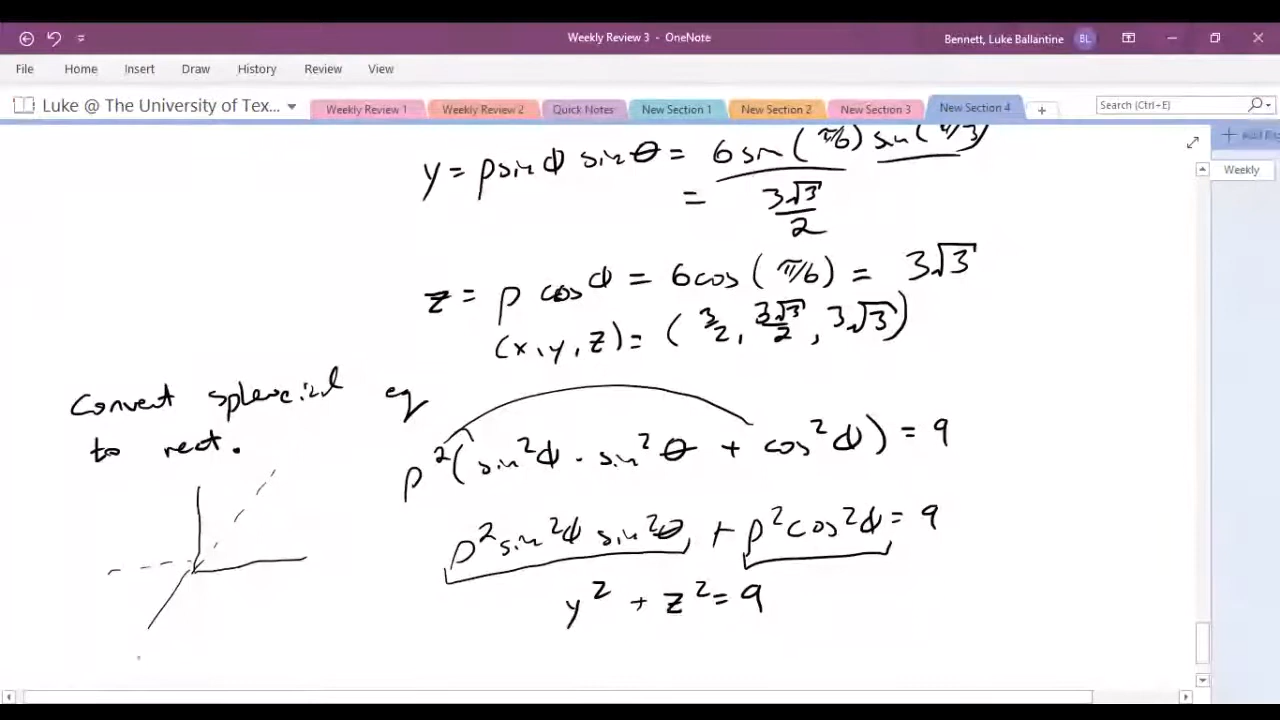 Weekly Review 3 - OneNote
Bennett, Luke Ballantine BL
File Home Insert Draw History Review View
Luke @ The University of Tex... Weekly Review 1 Weekly Review 2 Quick Notes New Section 1 New Section 2 New Section 3 New Section 4 + Search (Ctrl+E)
Weekly
y = ρ sin ϕ sin θ = 6 sin (π/6) sin (π/3)
= 3√3/2
z = ρ cos ϕ = 6 cos (π/6) = 3√3
(x, y, z) = (3/2, 3√3/2, 3√3)
Convert spherical eq
to rect.
ρ²(sin²ϕ · sin²θ + cos²ϕ) = 9
ρ² sin²ϕ sin²θ + ρ² cos²ϕ = 9
y² + z² = 9